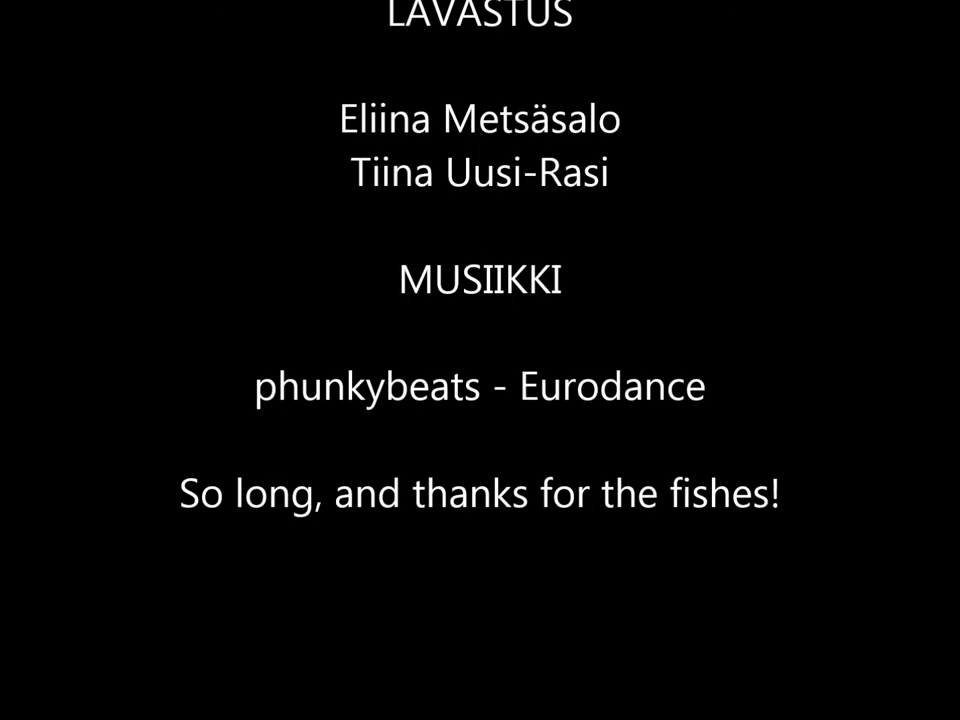 LAVASTUS
Eliina Metsäsalo
Tiina Uusi-Rasi
MUSIIKKI
phunkybeats - Eurodance
So long, and thanks for the fishes!